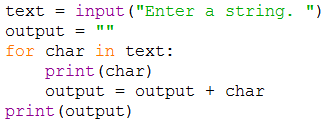 text = input("Enter a string. ")
output = ""
for char in text:
    print(char)
    output = output + char
print(output)